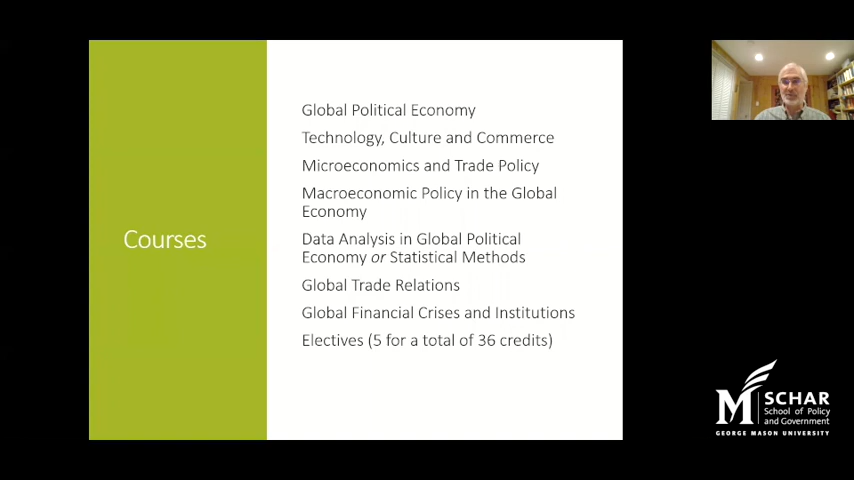 Courses
Global Political Economy
Technology, Culture and Commerce
Microeconomics and Trade Policy
Macroeconomic Policy in the Global
Economy
Data Analysis in Global Political
Economy or Statistical Methods
Global Trade Relations
Global Financial Crises and Institutions
Electives (5 for a total of 36 credits)
M SCHAR
School of Policy
and Government
GEORGE MASON UNIVERSITY